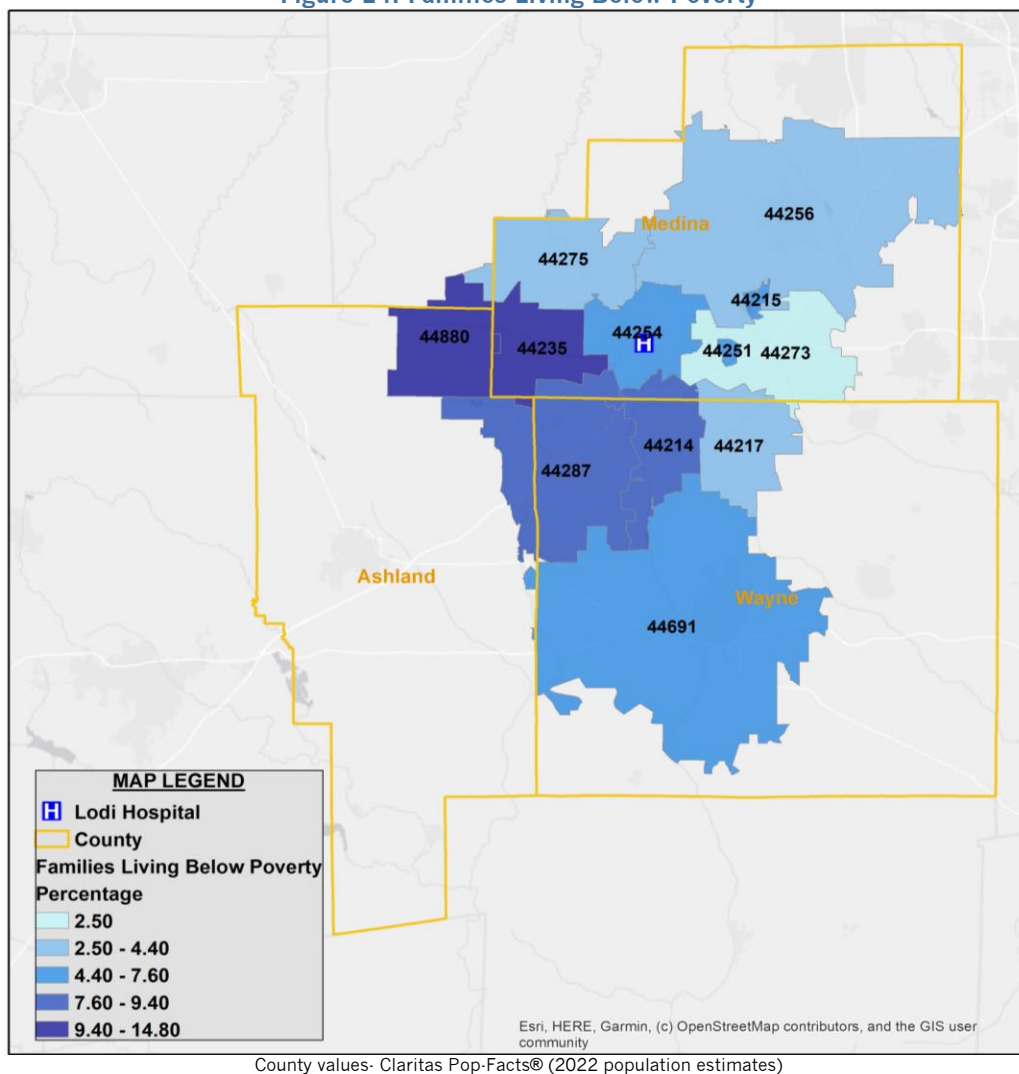 Figure E4: Families Living Below Poverty
44256
Medina
44275
44215
44254
H
44880
44235
44251
44273
44214
44217
44287
Ashland
Wayne
44691
MAP LEGEND
H Lodi Hospital
County
Families Living Below Poverty
Percentage
2.50
2.50 - 4.40
4.40 - 7.60
7.60 - 9.40
9.40 - 14.80
Esri, HERE, Garmin, (c) OpenStreetMap contributors, and the GIS user
community
County values- Claritas Pop-Facts® (2022 population estimates)